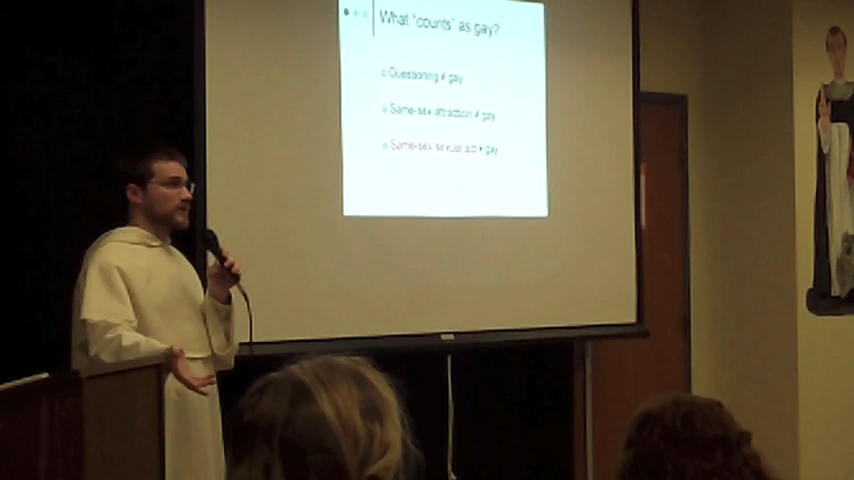 What "counts" as gay?
Questioning ≠ gay
Same-sex attraction ≠ gay
Same-sex sexual act ≠ gay